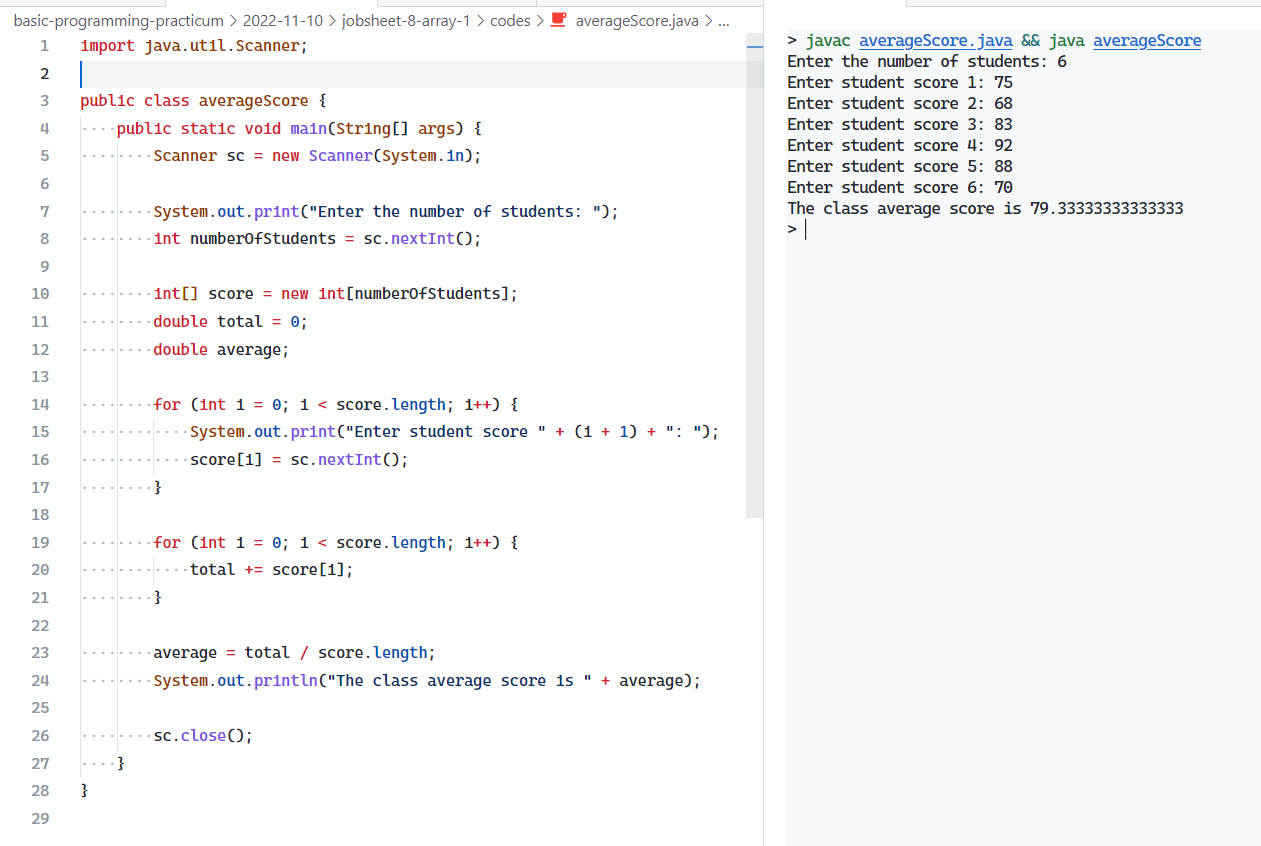 basic-programming-practicum > 2022-11-10 > jobsheet-8-array-1 > codes > averageScore.java > ...
1 import java.util.Scanner;
2
3 public class averageScore {
4 ····public static void main(String[] args) {
5 ········Scanner sc = new Scanner(System.in);
6
7 ········System.out.print("Enter the number of students: ");
8 ········int numberOfStudents = sc.nextInt();
9
10 ········int[] score = new int[numberOfStudents];
11 ········double total = 0;
12 ········double average;
13
14 ········for (int i = 0; i < score.length; i++) {
15 ············System.out.print("Enter student score " + (i + 1) + ": ");
16 ············score[i] = sc.nextInt();
17 ········}
18
19 ········for (int i = 0; i < score.length; i++) {
20 ············total += score[i];
21 ········}
22
23 ········average = total / score.length;
24 ········System.out.println("The class average score is " + average);
25
26 ········sc.close();
27 ····}
28 }
29
> javac averageScore.java && java averageScore
Enter the number of students: 6
Enter student score 1: 75
Enter student score 2: 68
Enter student score 3: 83
Enter student score 4: 92
Enter student score 5: 88
Enter student score 6: 70
The class average score is 79.33333333333333
>